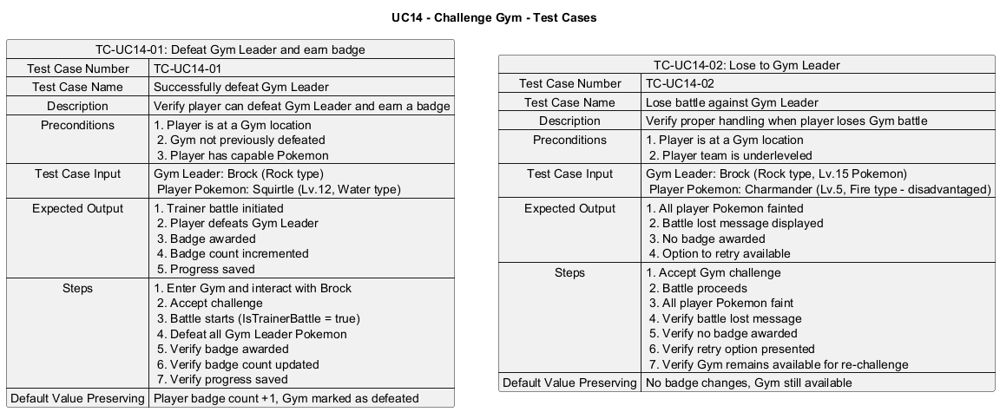 UC14 - Challenge Gym - Test Cases
TC-UC14-01: Defeat Gym Leader and earn badge
Test Case Number TC-UC14-01
Test Case Name Successfully defeat Gym Leader
Description Verify player can defeat Gym Leader and earn a badge
Preconditions 1. Player is at a Gym location
2. Gym not previously defeated
3. Player has capable Pokemon
Test Case Input Gym Leader: Brock (Rock type)
Player Pokemon: Squirtle (Lv.12, Water type)
Expected Output 1. Trainer battle initiated
2. Player defeats Gym Leader
3. Badge awarded
4. Badge count incremented
5. Progress saved
Steps 1. Enter Gym and interact with Brock
2. Accept challenge
3. Battle starts (IsTrainerBattle = true)
4. Defeat all Gym Leader Pokemon
5. Verify badge awarded
6. Verify badge count updated
7. Verify progress saved
Default Value Preserving Player badge count +1, Gym marked as defeated
TC-UC14-02: Lose to Gym Leader
Test Case Number TC-UC14-02
Test Case Name Lose battle against Gym Leader
Description Verify proper handling when player loses Gym battle
Preconditions 1. Player is at a Gym location
2. Player team is underleveled
Test Case Input Gym Leader: Brock (Rock type, Lv.15 Pokemon)
Player Pokemon: Charmander (Lv.5, Fire type - disadvantaged)
Expected Output 1. All player Pokemon fainted
2. Battle lost message displayed
3. No badge awarded
4. Option to retry available
Steps 1. Accept Gym challenge
2. Battle proceeds
3. All player Pokemon faint
4. Verify battle lost message
5. Verify no badge awarded
6. Verify retry option presented
7. Verify Gym remains available for re-challenge
Default Value Preserving No badge changes, Gym still available